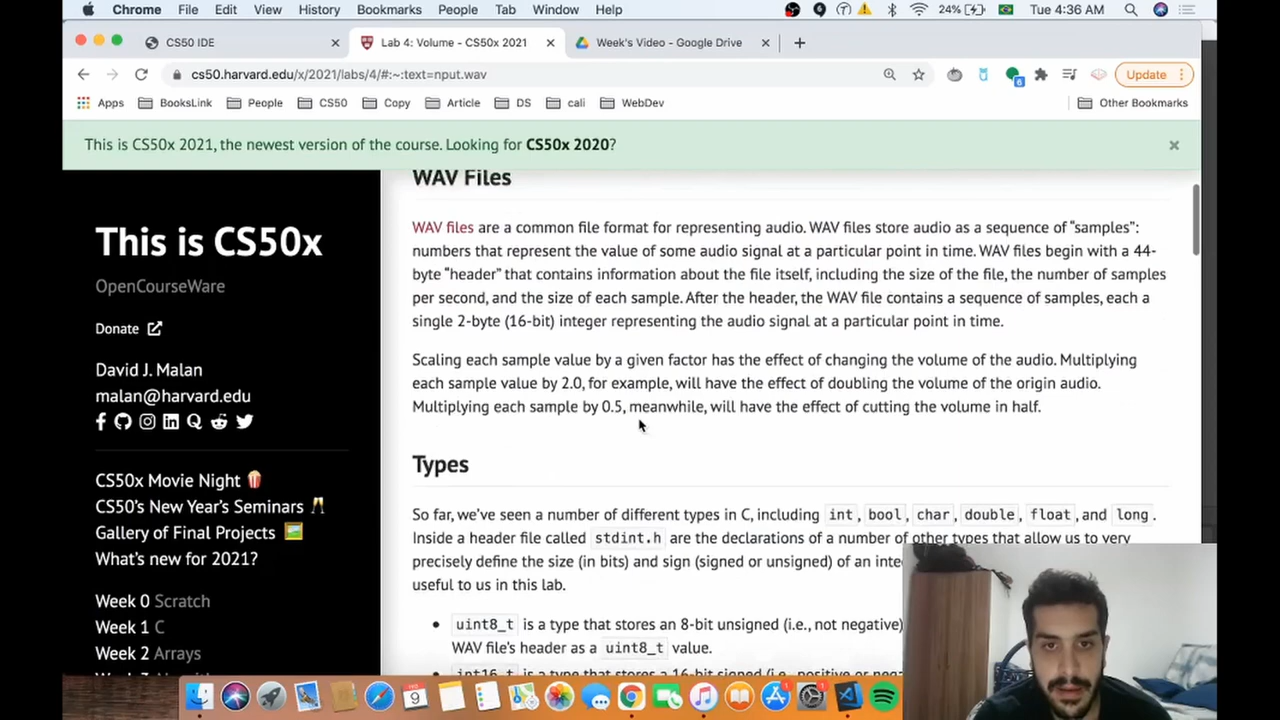 Chrome File Edit View History Bookmarks People Tab Window Help 24% Tue 4:36 AM
CS50 IDE × Lab 4: Volume - CS50x 2021 × Week's Video - Google Drive × +
cs50.harvard.edu/x/2021/labs/4/#:~:text=nput.wav Update
Apps BooksLink People CS50 Copy Article DS cali WebDev Other Bookmarks
This is CS50x 2021, the newest version of the course. Looking for CS50x 2020? ×
This is CS50x
OpenCourseWare
Donate
David J. Malan
malan@harvard.edu
CS50x Movie Night 🍿
CS50's New Year's Seminars 🥂
Gallery of Final Projects 🖼️
What's new for 2021?
Week 0 Scratch
Week 1 C
Week 2 Arrays
WAV Files
WAV files are a common file format for representing audio. WAV files store audio as a sequence of “samples”:
numbers that represent the value of some audio signal at a particular point in time. WAV files begin with a 44-
byte “header” that contains information about the file itself, including the size of the file, the number of samples
per second, and the size of each sample. After the header, the WAV file contains a sequence of samples, each a
single 2-byte (16-bit) integer representing the audio signal at a particular point in time.
Scaling each sample value by a given factor has the effect of changing the volume of the audio. Multiplying
each sample value by 2.0, for example, will have the effect of doubling the volume of the origin audio.
Multiplying each sample by 0.5, meanwhile, will have the effect of cutting the volume in half.
Types
So far, we've seen a number of different types in C, including int, bool, char, double, float, and long.
Inside a header file called stdint.h are the declarations of a number of other types that allow us to very
precisely define the size (in bits) and sign (signed or unsigned) of an
useful to us in this lab.
• uint8_t is a type that stores an 8-bit unsigned (i.e., not negative)
WAV file's header as a uint8_t value.
• int16_t is a type that stores a 16-bit signed (i.e., positive or